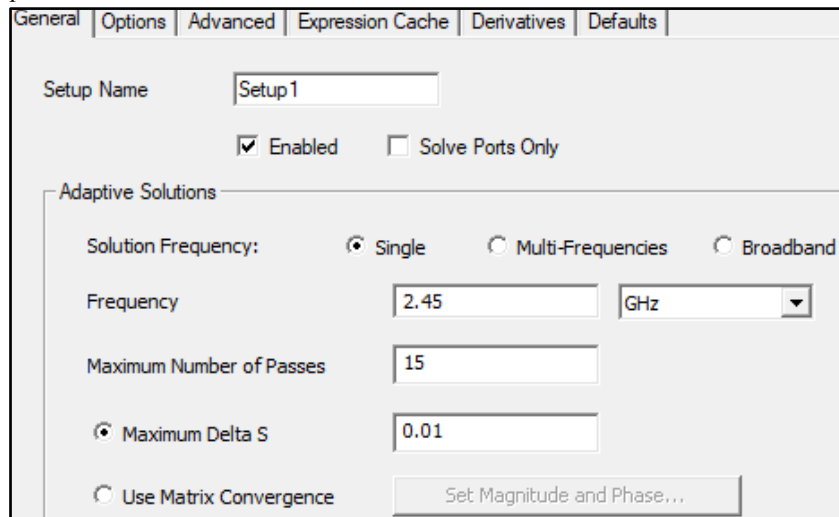 General Options Advanced Expression Cache Derivatives Defaults
Setup Name Setup1
Enabled Solve Ports Only
Adaptive Solutions
Solution Frequency: Single Multi-Frequencies Broadband
Frequency 2.45 GHz
Maximum Number of Passes 15
Maximum Delta S 0.01
Use Matrix Convergence Set Magnitude and Phase...